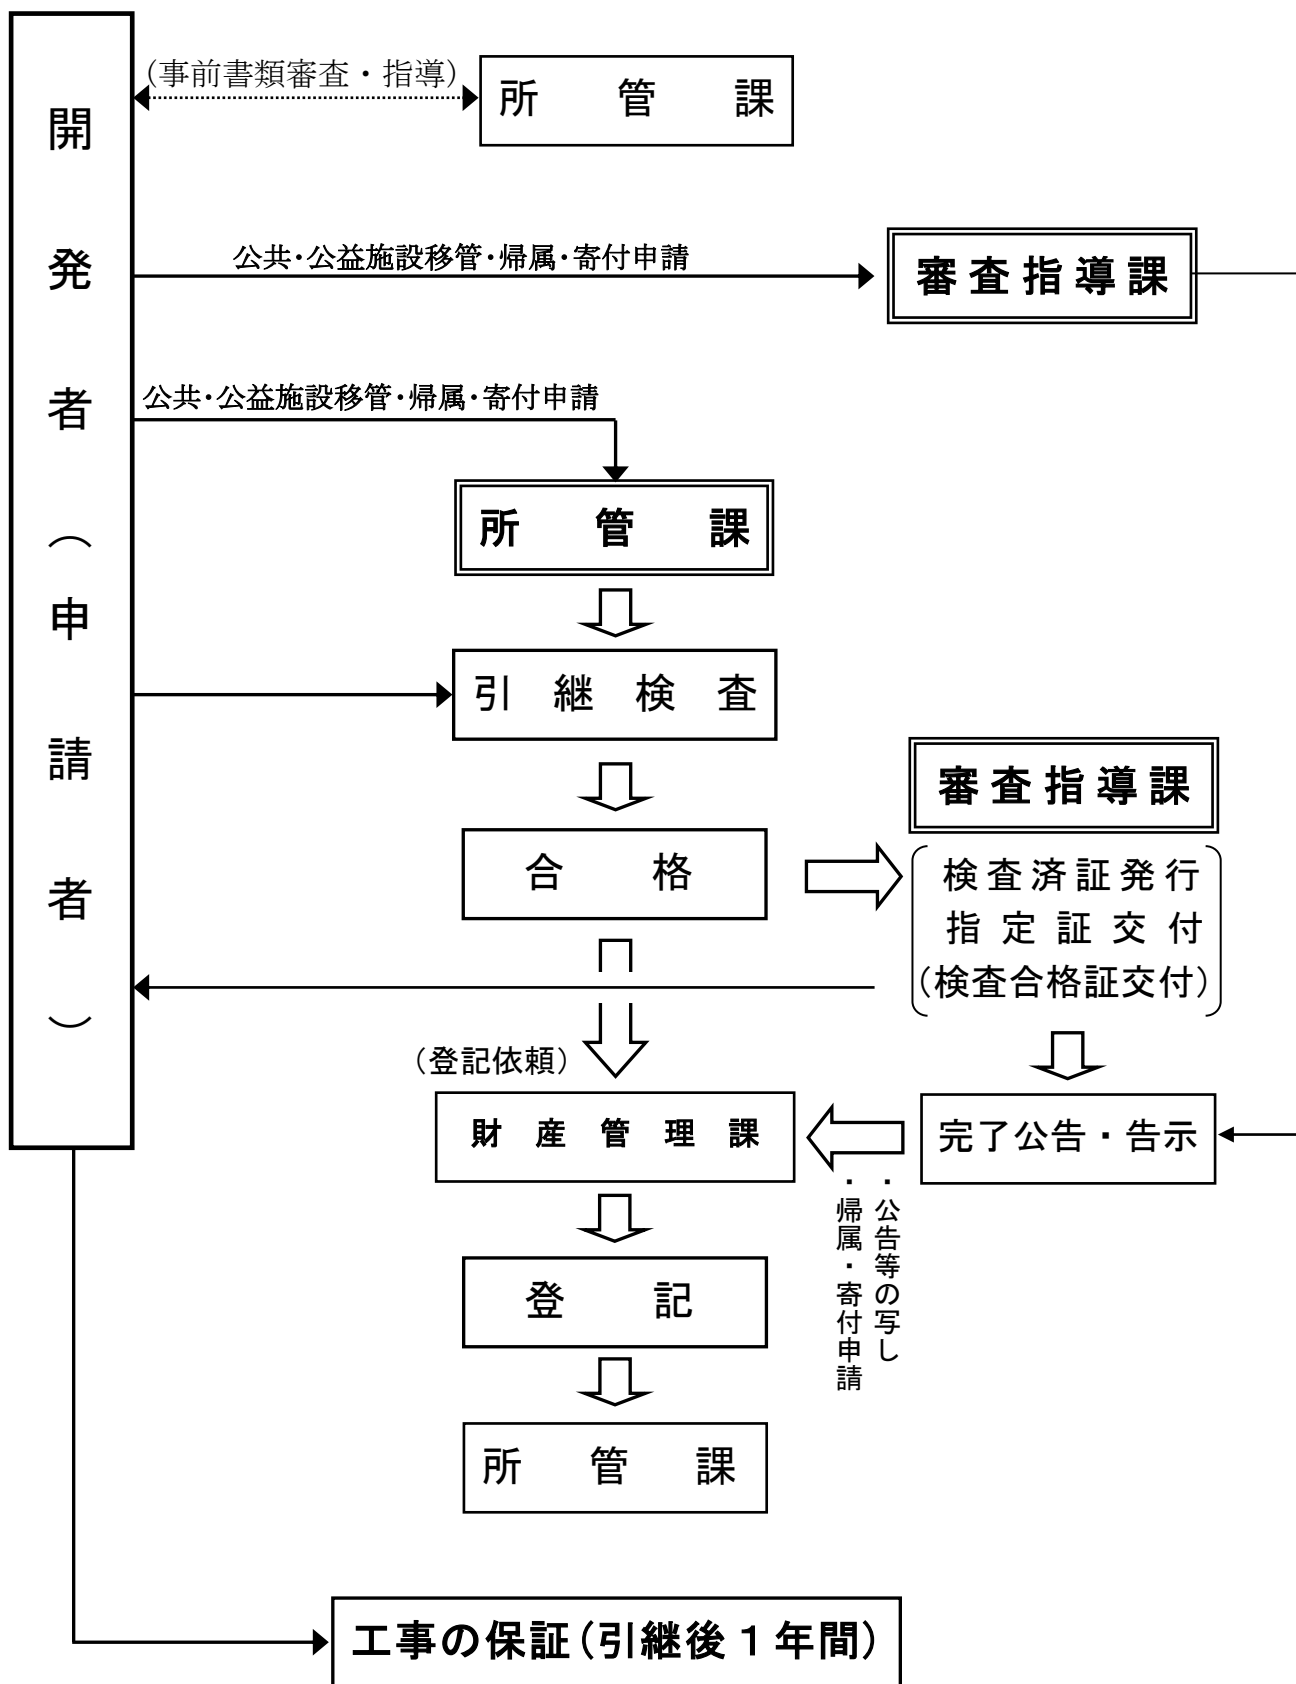 開発者（申請者）
（事前書類審査・指導）
所管課
公共・公益施設移管・帰属・寄付申請
審査指導課
公共・公益施設移管・帰属・寄付申請
所管課
引継検査
審査指導課
合格
検査済証発行
指定証交付
（検査合格証交付）
（登記依頼）
財産管理課
完了公告・告示
・公告等の写し
・帰属・寄付申請
登記
所管課
工事の保証（引継後１年間）